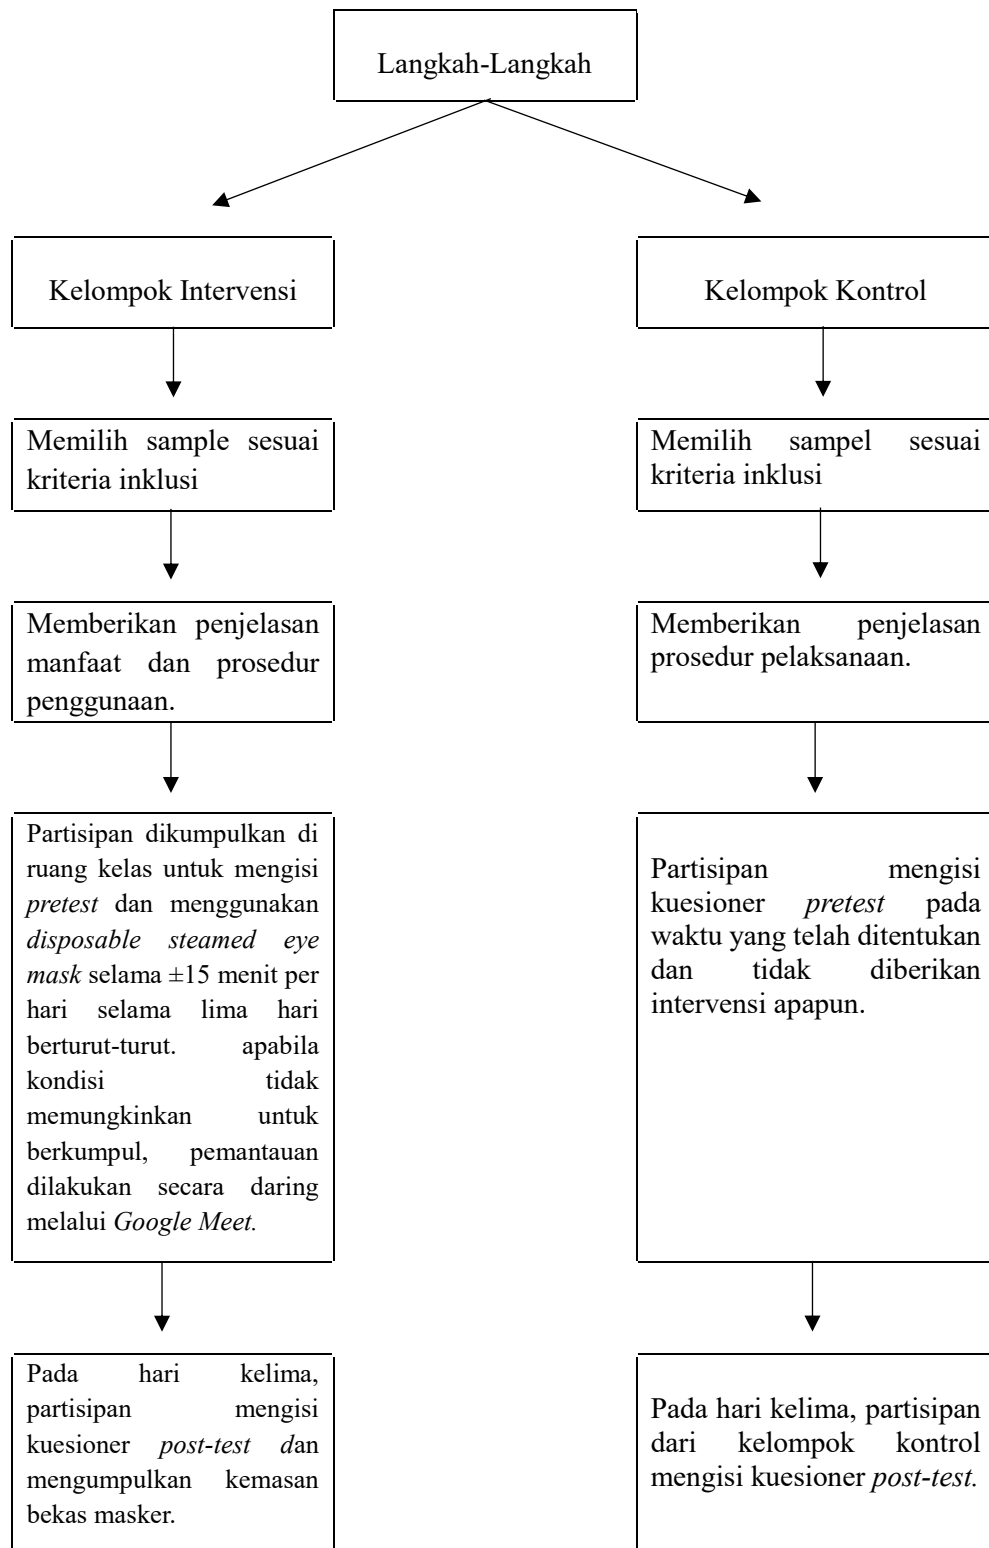 Langkah-Langkah
Kelompok Intervensi
Kelompok Kontrol
Memilih sample sesuai
kriteria inklusi
Memilih sampel sesuai
kriteria inklusi
Memberikan penjelasan
manfaat dan prosedur
penggunaan.
Memberikan penjelasan
prosedur pelaksanaan.
Partisipan dikumpulkan di
ruang kelas untuk mengisi
pretest dan menggunakan
disposable steamed eye
mask selama ±15 menit per
hari selama lima hari
berturut-turut. apabila
kondisi tidak
memungkinkan untuk
berkumpul, pemantauan
dilakukan secara daring
melalui Google Meet.
Partisipan mengisi
kuesioner pretest pada
waktu yang telah ditentukan
dan tidak diberikan
intervensi apapun.
Pada hari kelima,
partisipan mengisi
kuesioner post-test dan
mengumpulkan kemasan
bekas masker.
Pada hari kelima, partisipan
dari kelompok kontrol
mengisi kuesioner post-test.